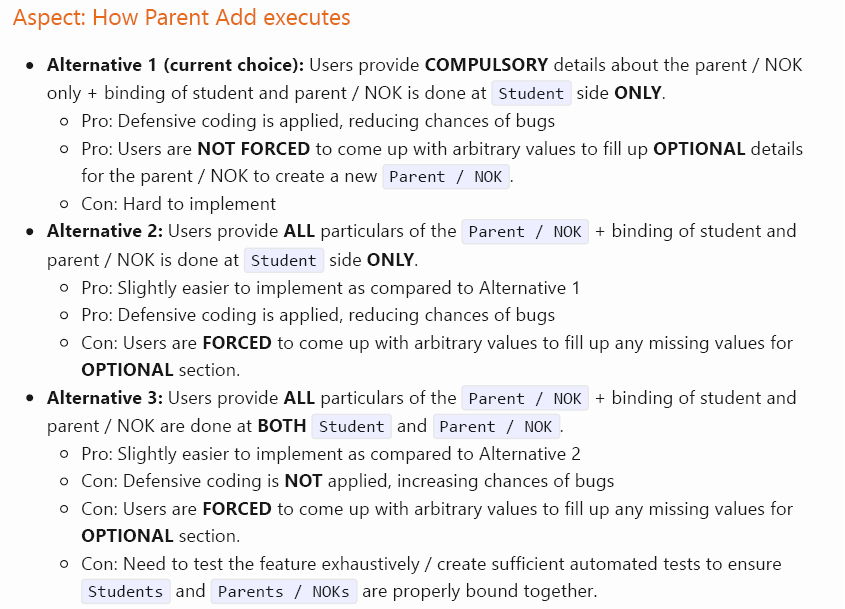 Aspect: How Parent Add executes
Alternative 1 (current choice): Users provide COMPULSORY details about the parent / NOK
only + binding of student and parent / NOK is done at Student side ONLY.
Pro: Defensive coding is applied, reducing chances of bugs
Pro: Users are NOT FORCED to come up with arbitrary values to fill up OPTIONAL details
for the parent / NOK to create a new Parent / NOK.
Con: Hard to implement
Alternative 2: Users provide ALL particulars of the Parent / NOK + binding of student and
parent / NOK is done at Student side ONLY.
Pro: Slightly easier to implement as compared to Alternative 1
Pro: Defensive coding is applied, reducing chances of bugs
Con: Users are FORCED to come up with arbitrary values to fill up any missing values for
OPTIONAL section.
Alternative 3: Users provide ALL particulars of the Parent / NOK + binding of student and
parent / NOK are done at BOTH Student and Parent / NOK.
Pro: Slightly easier to implement as compared to Alternative 2
Con: Defensive coding is NOT applied, increasing chances of bugs
Con: Users are FORCED to come up with arbitrary values to fill up any missing values for
OPTIONAL section.
Con: Need to test the feature exhaustively / create sufficient automated tests to ensure
Students and Parents / NOKs are properly bound together.